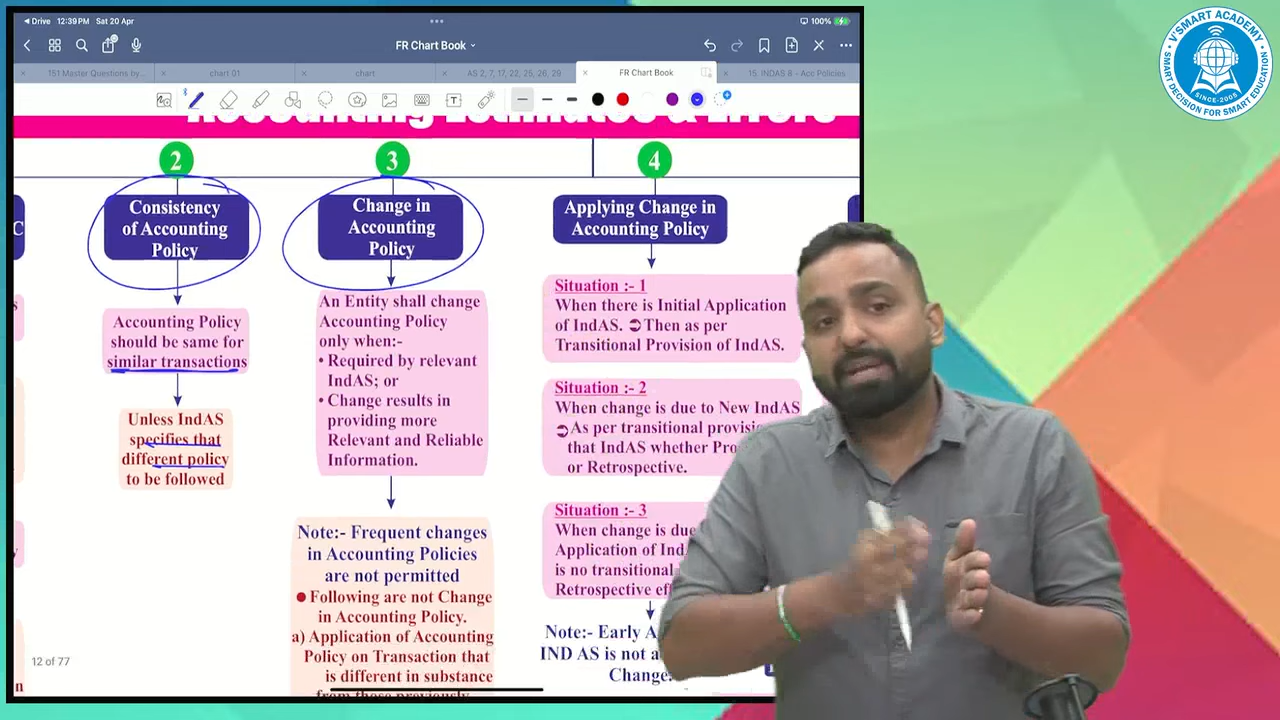 Drive 12:39 PM Sat 20 Apr
100%
FR Chart Book
151 Master Questions by...
chart 01
chart
AS 2, 7, 17, 22, 25, 26, 29
FR Chart Book
15. INDAS 8 - Acc Policies
Accounting Estimates & Errors
2
3
4
Consistency
of Accounting
Policy
Accounting Policy
should be same for
similar transactions
Unless IndAS
specifies that
different policy
to be followed
Change in
Accounting
Policy
An Entity shall change
Accounting Policy
only when:-
• Required by relevant
IndAS; or
• Change results in
providing more
Relevant and Reliable
Information.
Note:- Frequent changes
in Accounting Policies
are not permitted
● Following are not Change
in Accounting Policy.
a) Application of Accounting
Policy on Transaction that
is different in substance
from those previously
Applying Change in
Accounting Policy
Situation :- 1
When there is Initial Application
of IndAS. ➲ Then as per
Transitional Provision of IndAS.
Situation :- 2
When change is due to New IndAS
➲ As per transitional
that IndAS whether
or Retrospective.
Situation :- 3
When change is due
Application of
is no transitional
Retrospective
Note:- Early
IND AS is not
Change.
12 of 77
V'SMART ACADEMY
SINCE-2005
SMART DECISION FOR SMART EDUCATION